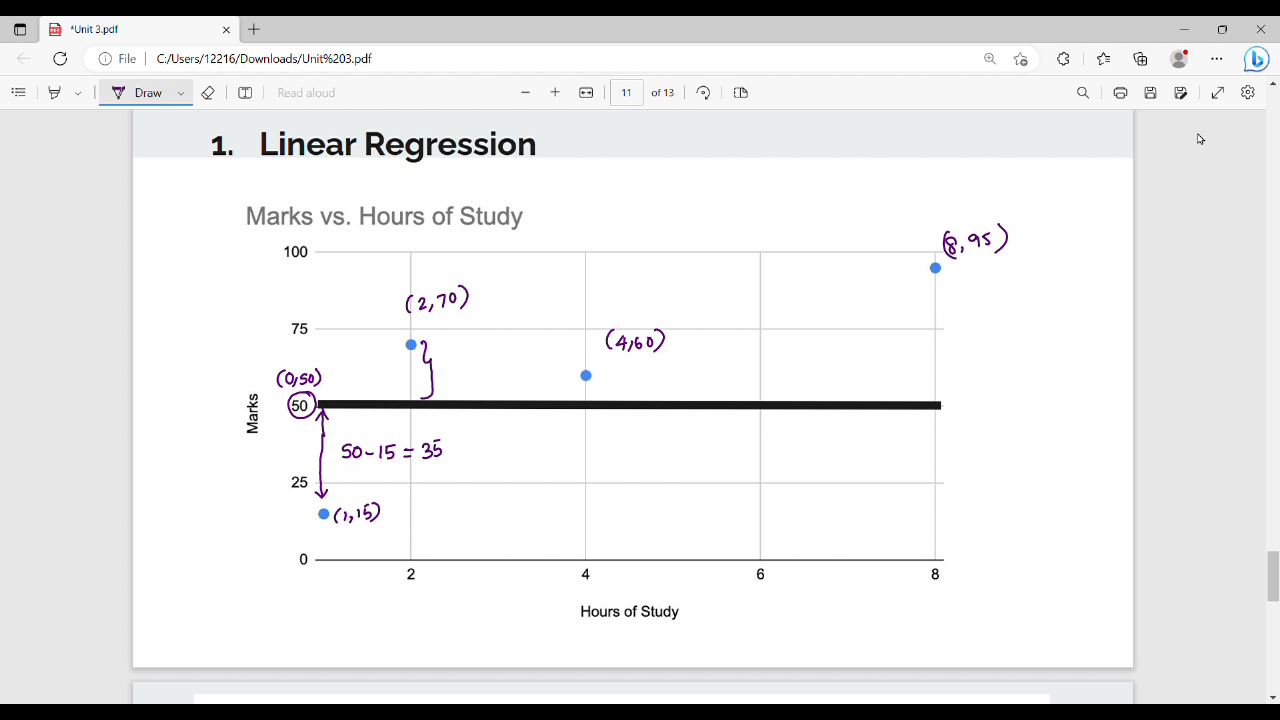 *Unit 3.pdf
File C:/Users/12216/Downloads/Unit%203.pdf
Draw Read aloud 11 of 13
1. Linear Regression
Marks vs. Hours of Study
100
(8,95)
(2,70)
75
(4,60)
(0,50)
50
Marks
50-15 = 35
25
(1,15)
0
2 4 6 8
Hours of Study